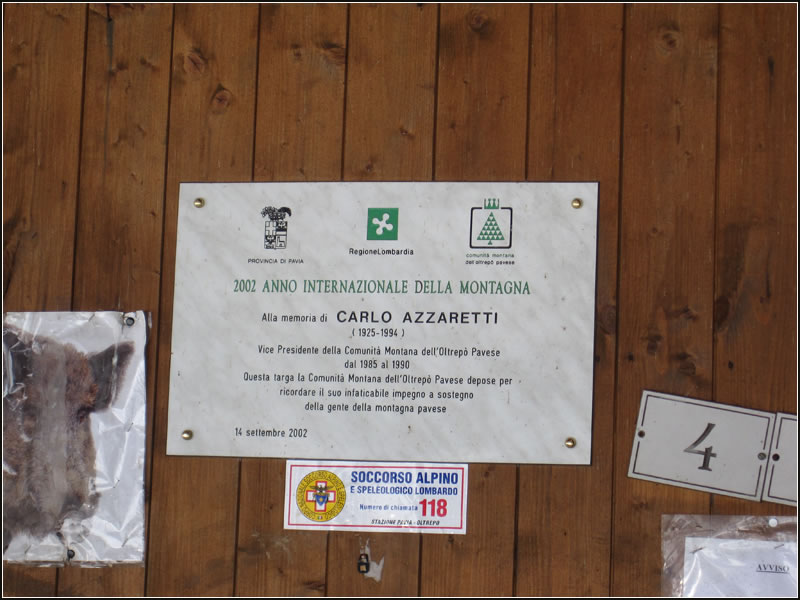 PROVINCIA DI PAVIA
RegioneLombardia
comunità montana
dell'oltrepò pavese
2002 ANNO INTERNAZIONALE DELLA MONTAGNA
Alla memoria di CARLO AZZARETTI
(1925-1994)
Vice Presidente della Comunità Montana dell'Oltrepò Pavese
dal 1985 al 1990
Questa targa la Comunità Montana dell'Oltrepò Pavese depose per
ricordare il suo infaticabile impegno a sostegno
della gente della montagna pavese
14 settembre 2002
SOCCORSO ALPINO
E SPELEOLOGICO LOMBARDO
Numero di chiamata 118
STAZIONE PAVIA - OLTREPO
4
AVVISO